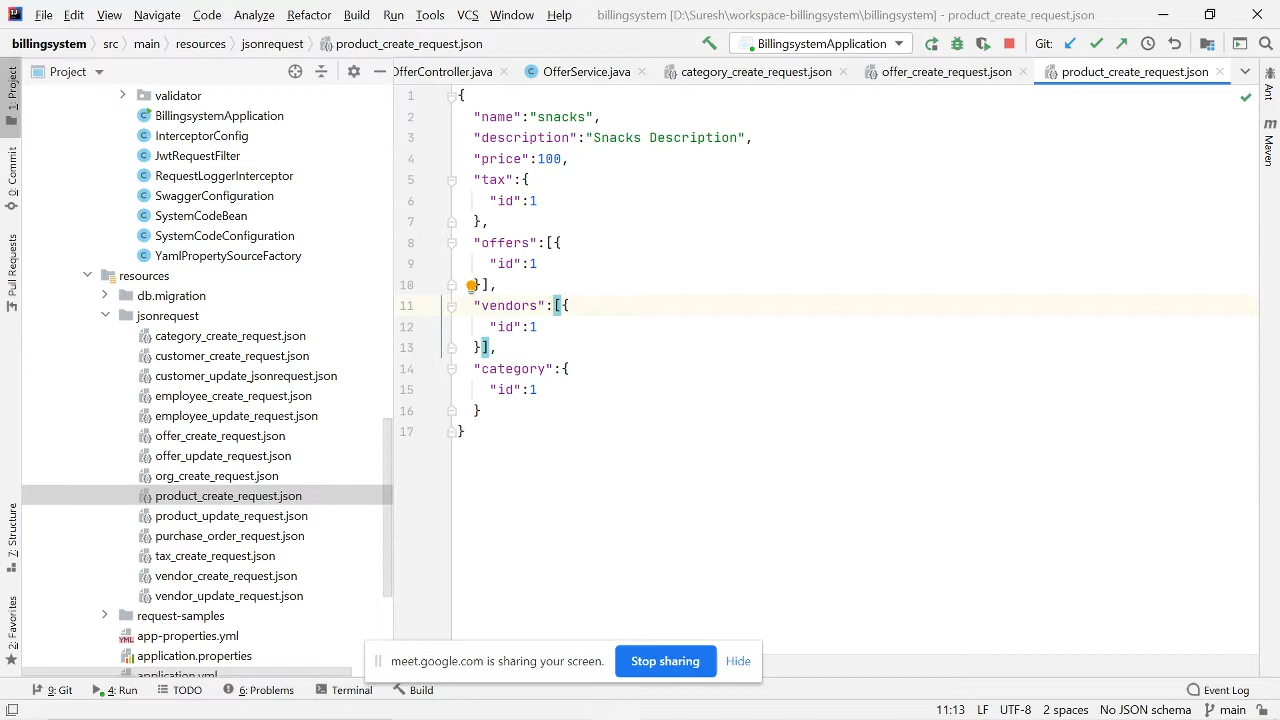 File Edit View Navigate Code Analyze Refactor Build Run Tools VCS Window Help billingsystem [D:\Suresh\workspace-billingsystem\billingsystem] - product_create_request.json
billingsystem src main resources jsonrequest product_create_request.json BillingsystemApplication Git:
Project OfferController.java OfferService.java category_create_request.json offer_create_request.json product_create_request.json
1: Project
0: Commit
Pull Requests
7: Structure
2: Favorites
validator
BillingsystemApplication
InterceptorConfig
JwtRequestFilter
RequestLoggerInterceptor
SwaggerConfiguration
SystemCodeBean
SystemCodeConfiguration
YamlPropertySourceFactory
resources
db.migration
jsonrequest
category_create_request.json
customer_create_request.json
customer_update_jsonrequest.json
employee_create_request.json
employee_update_request.json
offer_create_request.json
offer_update_request.json
org_create_request.json
product_create_request.json
product_update_request.json
purchase_order_request.json
tax_create_request.json
vendor_create_request.json
vendor_update_request.json
request-samples
app-properties.yml
application.properties
application.yml
1 {
2 "name":"snacks",
3 "description":"Snacks Description",
4 "price":100,
5 "tax":{
6 "id":1
7 },
8 "offers":[{
9 "id":1
10 }],
11 "vendors":[{
12 "id":1
13 }],
14 "category":{
15 "id":1
16 }
17 }
Ant
Maven
meet.google.com is sharing your screen. Stop sharing Hide
9: Git 4: Run TODO 6: Problems Terminal Build Event Log
11:13 LF UTF-8 2 spaces No JSON schema main